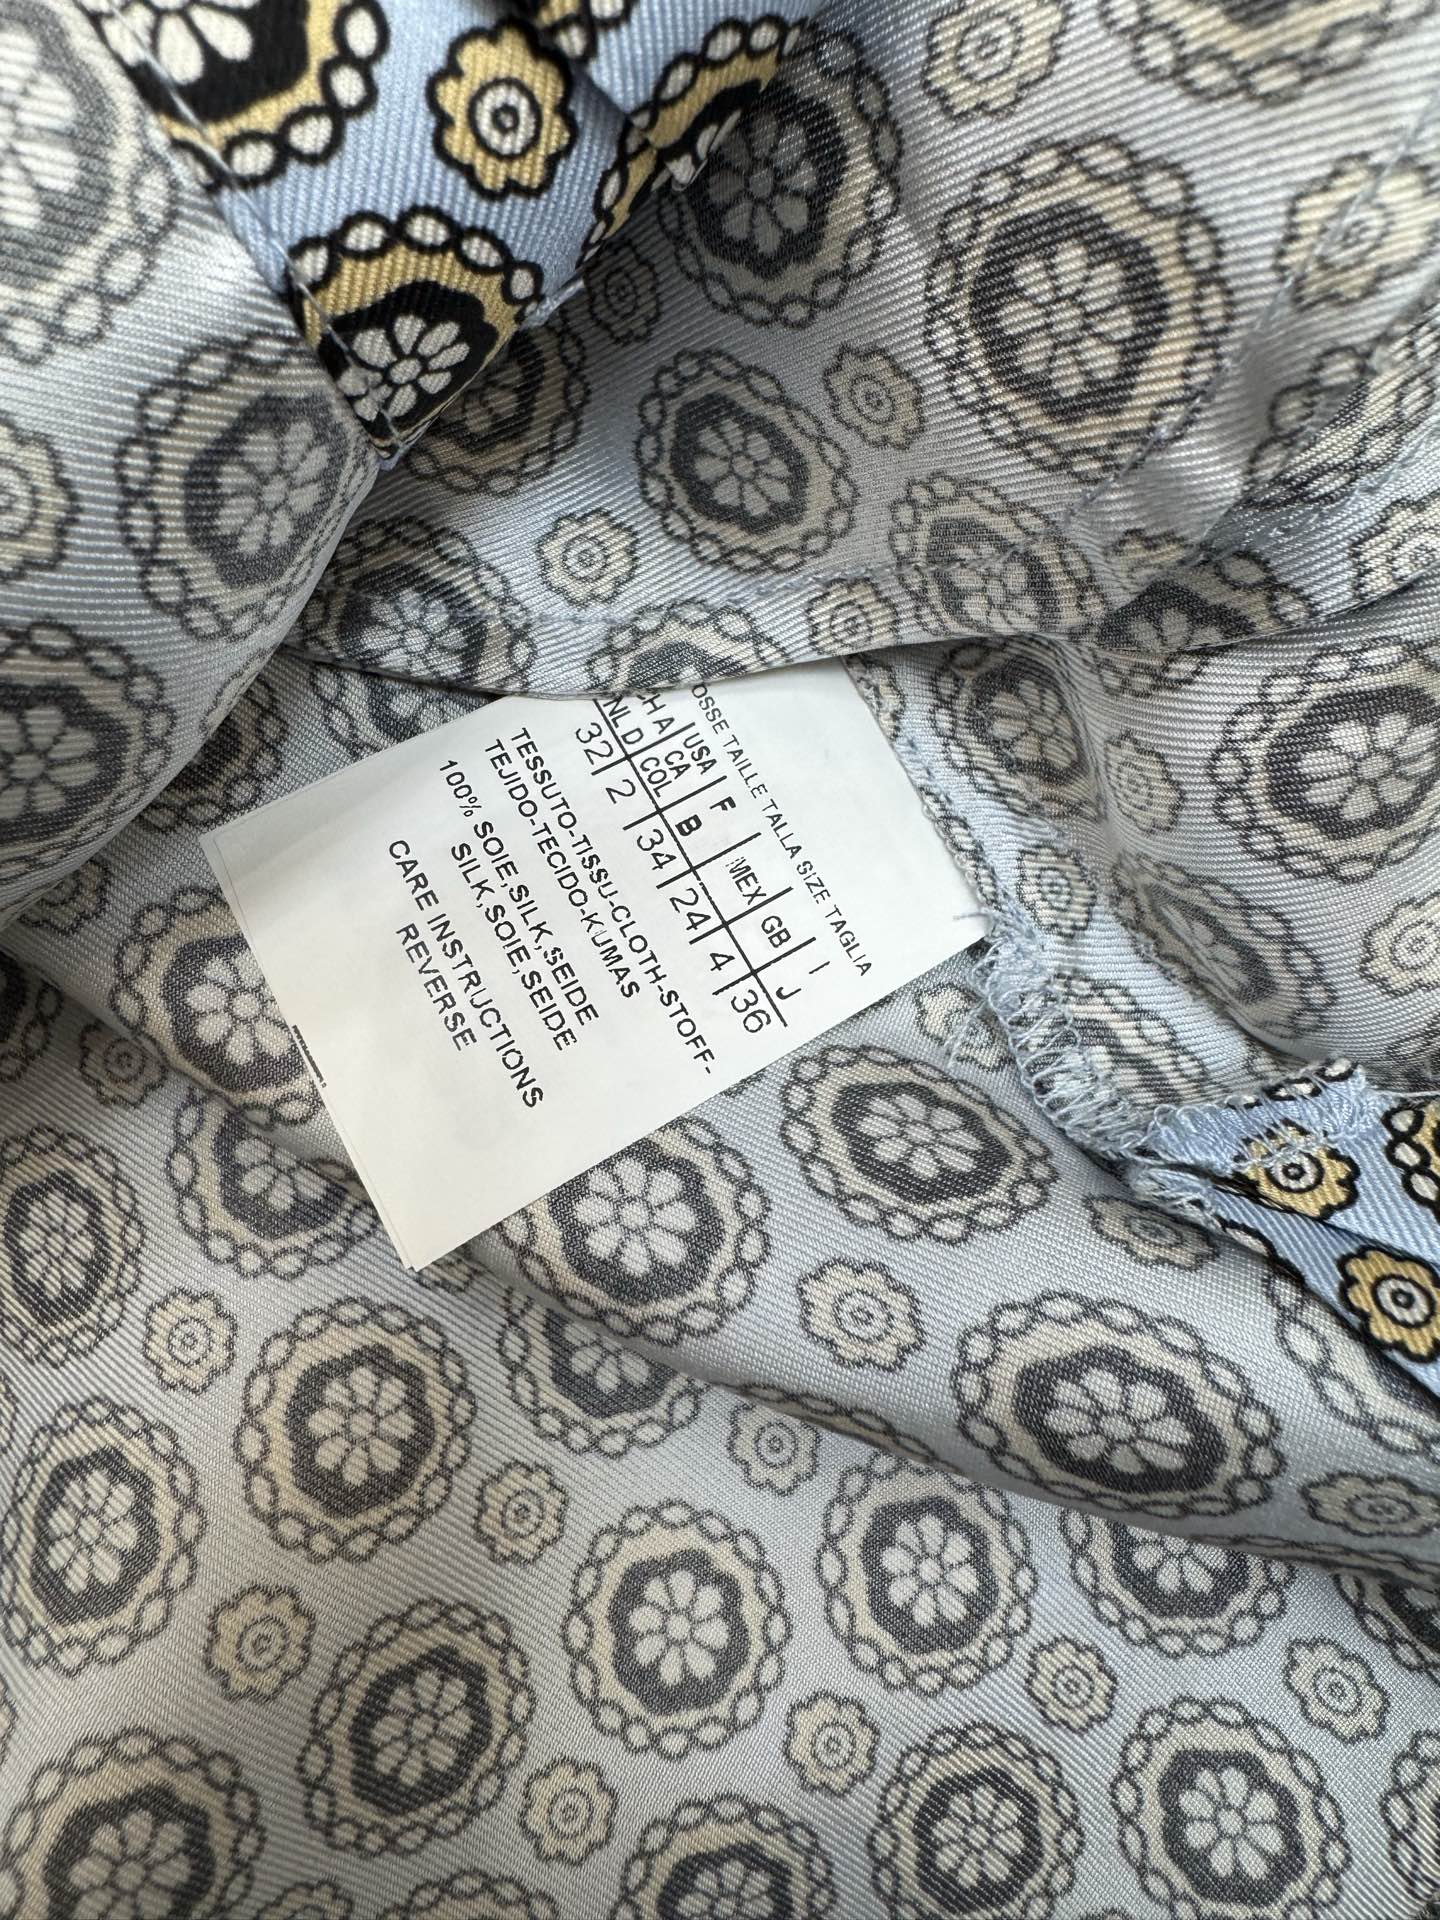 OSSE TAILLE TALLA SIZE TAGLIA
CH A USA CA F MEX GB I
NL D COL B J
32 2 34 24 4 36
TESSUTO-TISSU-CLOTH-STOFF-
TEJIDO-TECIDO-KUMAS
100% SOIE,SILK,SEIDE
SILK,SOIE,SEIDE
CARE INSTRUCTIONS
REVERSE